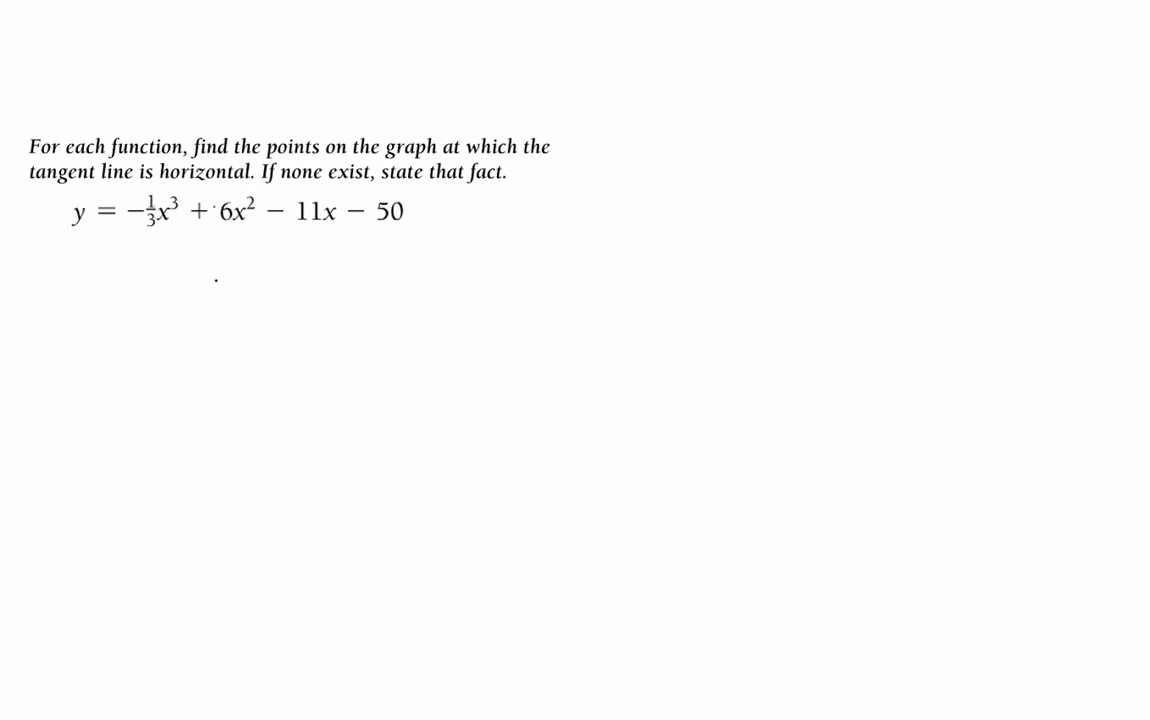 For each function, find the points on the graph at which the
tangent line is horizontal. If none exist, state that fact.
y = −⅓x³ + 6x² − 11x − 50